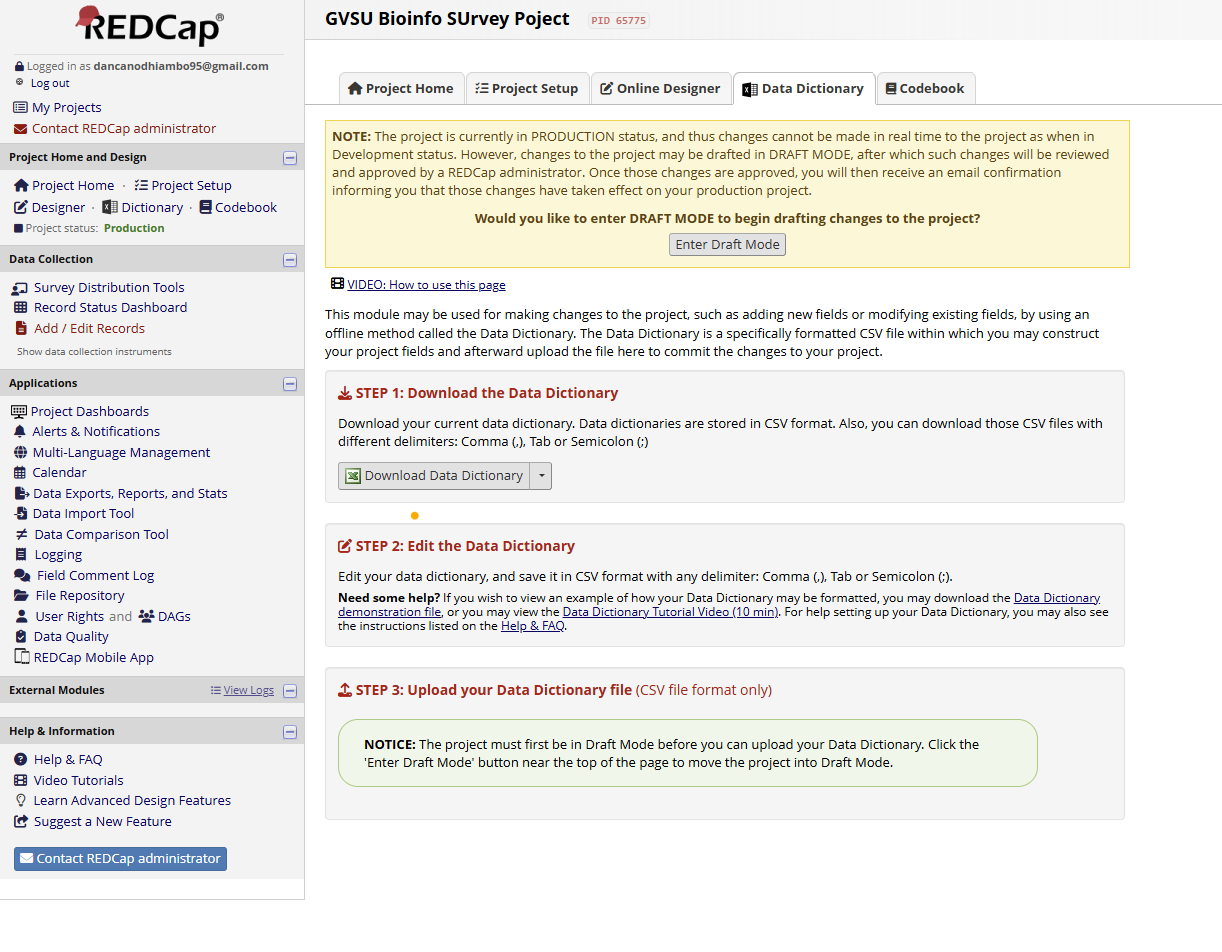 REDCap®
Logged in as dancanodhiambo95@gmail.com
Log out
My Projects
Contact REDCap administrator
Project Home and Design
Project Home · Project Setup
Designer · Dictionary · Codebook
Project status: Production
Data Collection
Survey Distribution Tools
Record Status Dashboard
Add / Edit Records
Show data collection instruments
Applications
Project Dashboards
Alerts & Notifications
Multi-Language Management
Calendar
Data Exports, Reports, and Stats
Data Import Tool
Data Comparison Tool
Logging
Field Comment Log
File Repository
User Rights and DAGs
Data Quality
REDCap Mobile App
External Modules View Logs
Help & Information
Help & FAQ
Video Tutorials
Learn Advanced Design Features
Suggest a New Feature
Contact REDCap administrator
GVSU Bioinfo SUrvey Poject PID 65775
Project Home Project Setup Online Designer Data Dictionary Codebook
NOTE: The project is currently in PRODUCTION status, and thus changes cannot be made in real time to the project as when in
Development status. However, changes to the project may be drafted in DRAFT MODE, after which such changes will be reviewed
and approved by a REDCap administrator. Once those changes are approved, you will then receive an email confirmation
informing you that those changes have taken effect on your production project.
Would you like to enter DRAFT MODE to begin drafting changes to the project?
Enter Draft Mode
VIDEO: How to use this page
This module may be used for making changes to the project, such as adding new fields or modifying existing fields, by using an
offline method called the Data Dictionary. The Data Dictionary is a specifically formatted CSV file within which you may construct
your project fields and afterward upload the file here to commit the changes to your project.
STEP 1: Download the Data Dictionary
Download your current data dictionary. Data dictionaries are stored in CSV format. Also, you can download those CSV files with
different delimiters: Comma (,), Tab or Semicolon (;)
Download Data Dictionary
STEP 2: Edit the Data Dictionary
Edit your data dictionary, and save it in CSV format with any delimiter: Comma (,), Tab or Semicolon (;).
Need some help? If you wish to view an example of how your Data Dictionary may be formatted, you may download the Data Dictionary
demonstration file, or you may view the Data Dictionary Tutorial Video (10 min). For help setting up your Data Dictionary, you may also see
the instructions listed on the Help & FAQ.
STEP 3: Upload your Data Dictionary file (CSV file format only)
NOTICE: The project must first be in Draft Mode before you can upload your Data Dictionary. Click the
'Enter Draft Mode' button near the top of the page to move the project into Draft Mode.